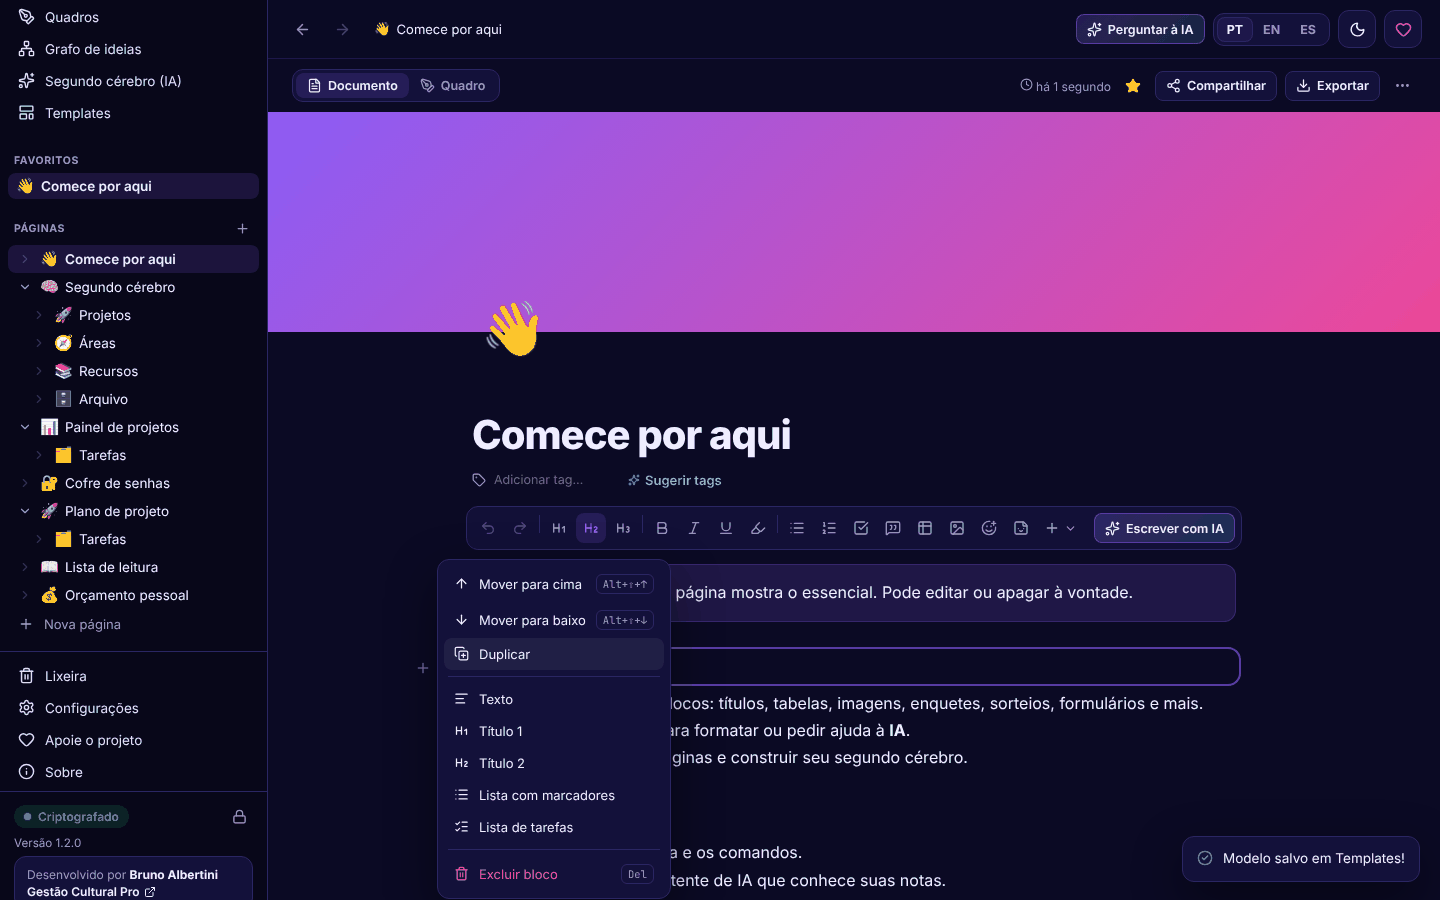 Quadros
Grafo de ideias
Segundo cérebro (IA)
Templates
FAVORITOS
Comece por aqui
PÁGINAS
Comece por aqui
Segundo cérebro
Projetos
Áreas
Recursos
Arquivo
Painel de projetos
Tarefas
Cofre de senhas
Plano de projeto
Tarefas
Lista de leitura
Orçamento pessoal
Nova página
Lixeira
Configurações
Apoie o projeto
Sobre
Criptografado
Versão 1.2.0
Desenvolvido por Bruno Albertini
Gestão Cultural Pro
Comece por aqui
Perguntar à IA
PT EN ES
Documento Quadro
há 1 segundo
Compartilhar
Exportar
Comece por aqui
Adicionar tag...
Sugerir tags
H1 H2 H3 B I U
Escrever com IA
página mostra o essencial. Pode editar ou apagar à vontade.
locos: títulos, tabelas, imagens, enquetes, sorteios, formulários e mais.
ara formatar ou pedir ajuda à IA.
ginas e construir seu segundo cérebro.
a e os comandos.
tente de IA que conhece suas notas.
Mover para cima Alt+⇧+↑
Mover para baixo Alt+⇧+↓
Duplicar
Texto
H1 Título 1
H2 Título 2
Lista com marcadores
Lista de tarefas
Excluir bloco Del
Modelo salvo em Templates!